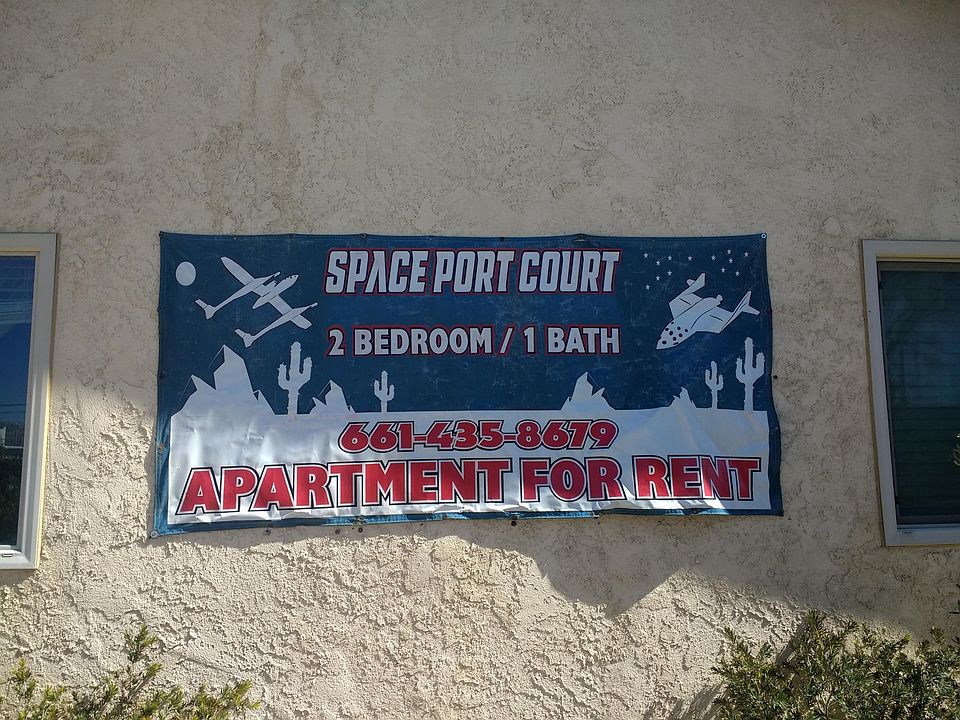 SPACE PORT COURT
2 BEDROOM / 1 BATH
661-435-8679
APARTMENT FOR RENT